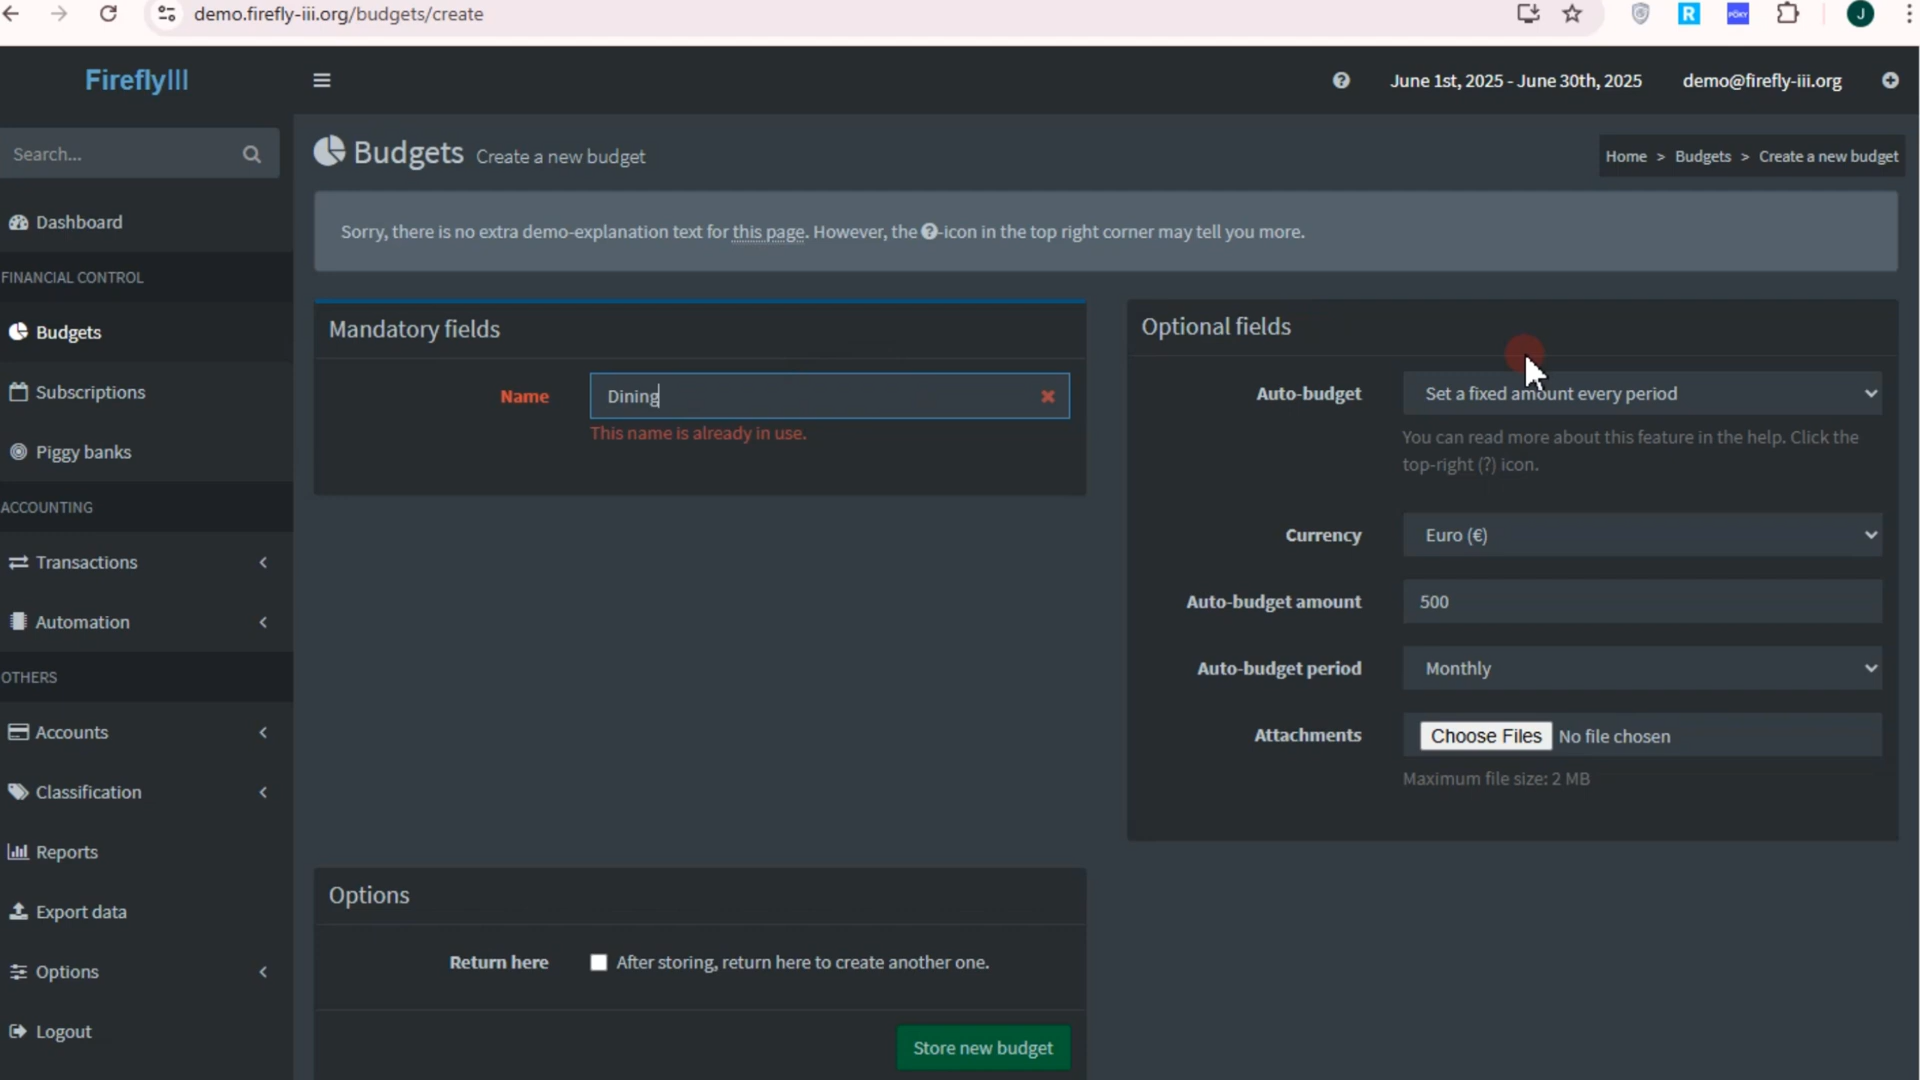 demo.firefly-iii.org/budgets/create
R
POKY
J
FireflyIII
June 1st, 2025 - June 30th, 2025
demo@firefly-iii.org
Search...
Budgets Create a new budget
Home > Budgets > Create a new budget
Sorry, there is no extra demo-explanation text for this page. However, the ?-icon in the top right corner may tell you more.
Dashboard
FINANCIAL CONTROL
Budgets
Subscriptions
Piggy banks
ACCOUNTING
Transactions
Automation
OTHERS
Accounts
Classification
Reports
Export data
Options
Logout
Mandatory fields
Name
Dining
This name is already in use.
Optional fields
Auto-budget
Set a fixed amount every period
You can read more about this feature in the help. Click the
top-right (?) icon.
Currency
Euro (€)
Auto-budget amount
500
Auto-budget period
Monthly
Attachments
Choose Files No file chosen
Maximum file size: 2 MB
Options
Return here
After storing, return here to create another one.
Store new budget